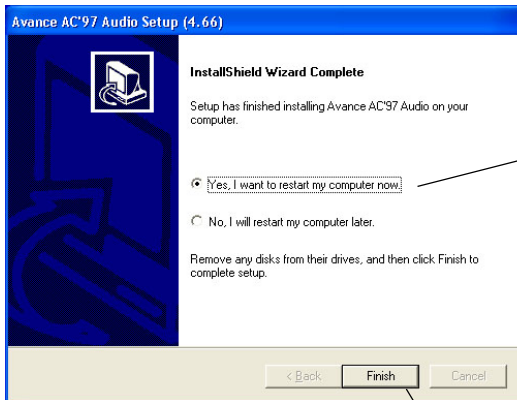 Avance AC'97 Audio Setup (4.66)
InstallShield Wizard Complete
Setup has finished installing Avance AC'97 Audio on your
computer.
Yes, I want to restart my computer now.
No, I will restart my computer later.
Remove any disks from their drives, and then click Finish to
complete setup.
< Back Finish Cancel